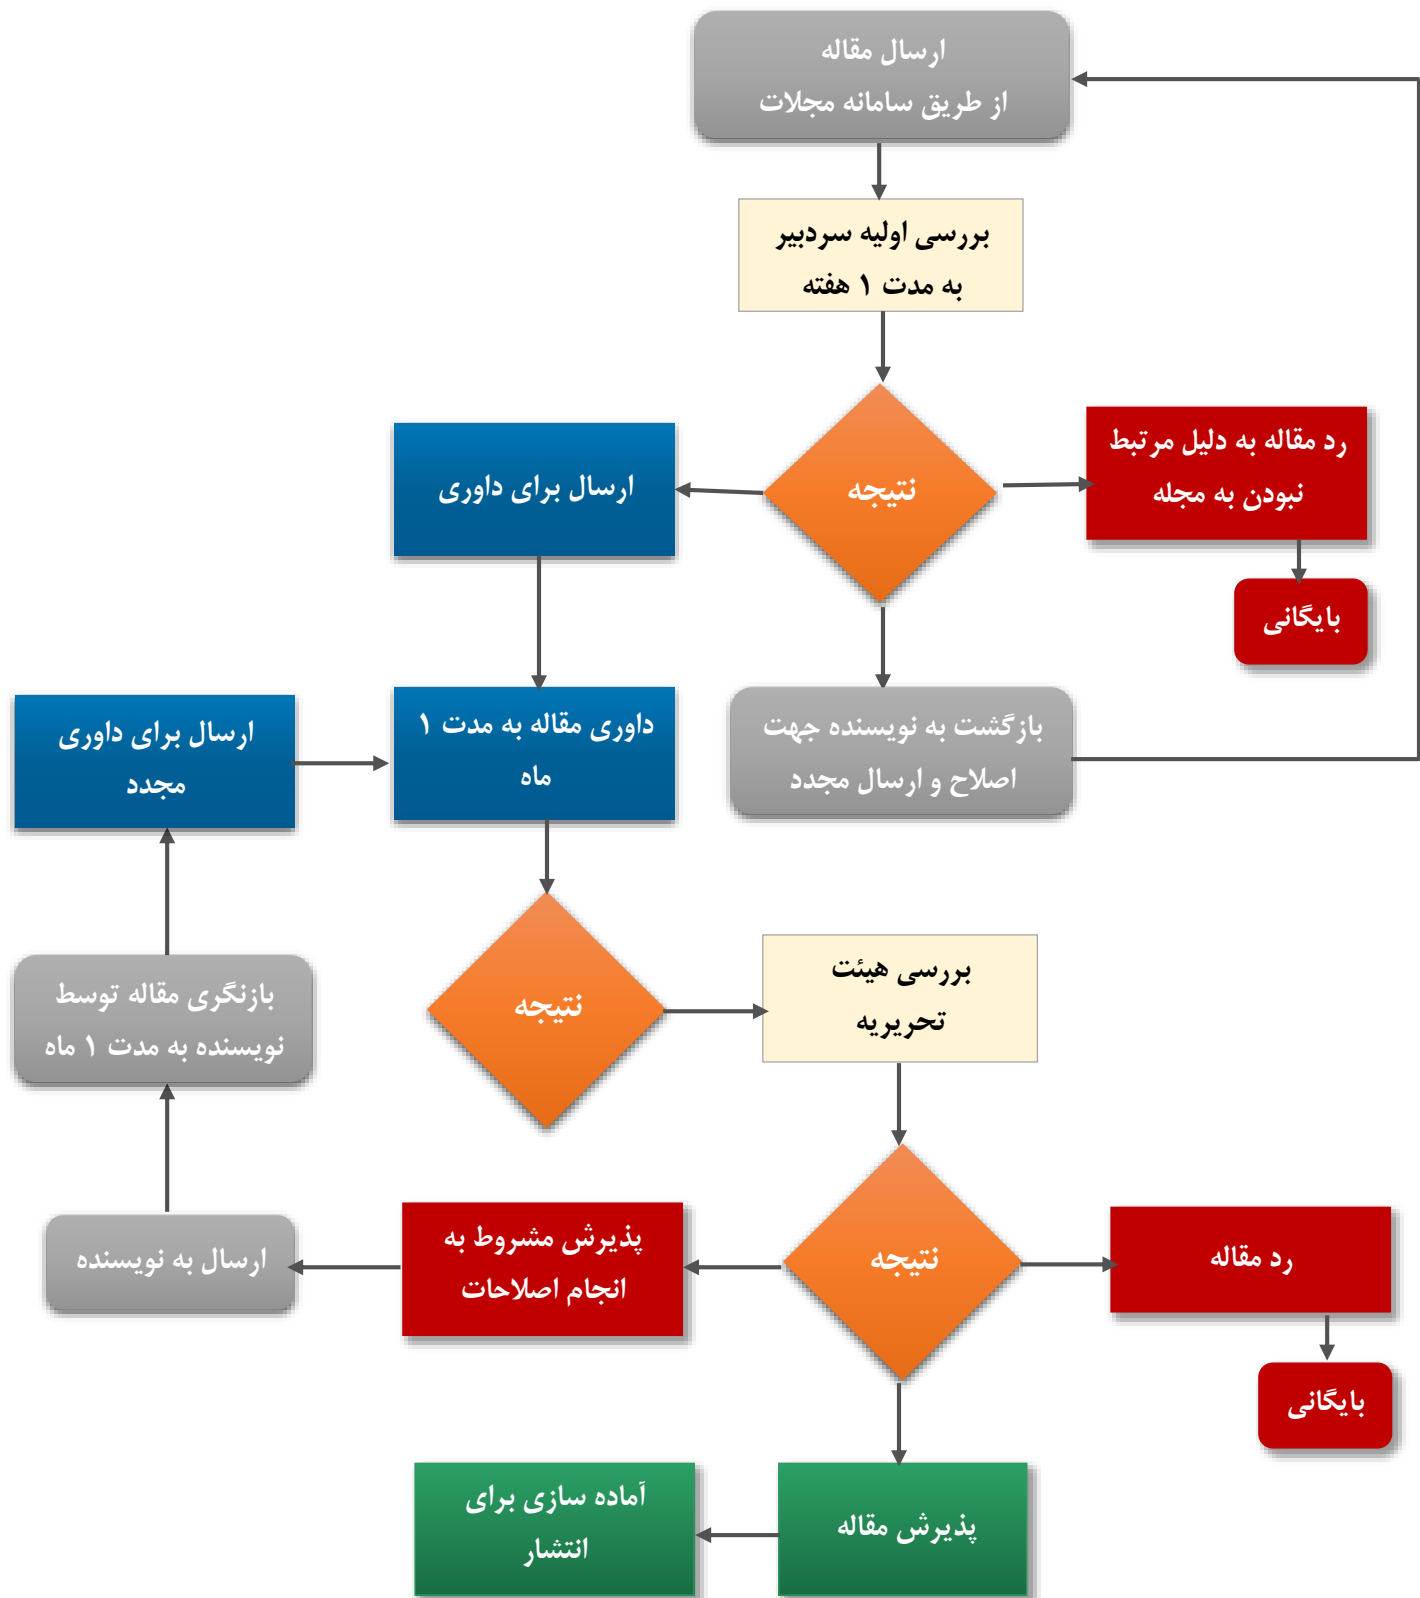 ارسال مقاله
از طریق سامانه مجلات
بررسی اولیه سردبیر
به مدت ۱ هفته
رد مقاله به دلیل مرتبط
نبودن به مجله
نتیجه
ارسال برای داوری
بایگانی
بازگشت به نویسنده جهت
اصلاح و ارسال مجدد
داوری مقاله به مدت ۱
ماه
ارسال برای داوری
مجدد
بررسی هیئت
تحریریه
نتیجه
بازنگری مقاله توسط
نویسنده به مدت ۱ ماه
رد مقاله
نتیجه
پذیرش مشروط به
انجام اصلاحات
ارسال به نویسنده
بایگانی
پذیرش مقاله
آماده سازی برای
انتشار